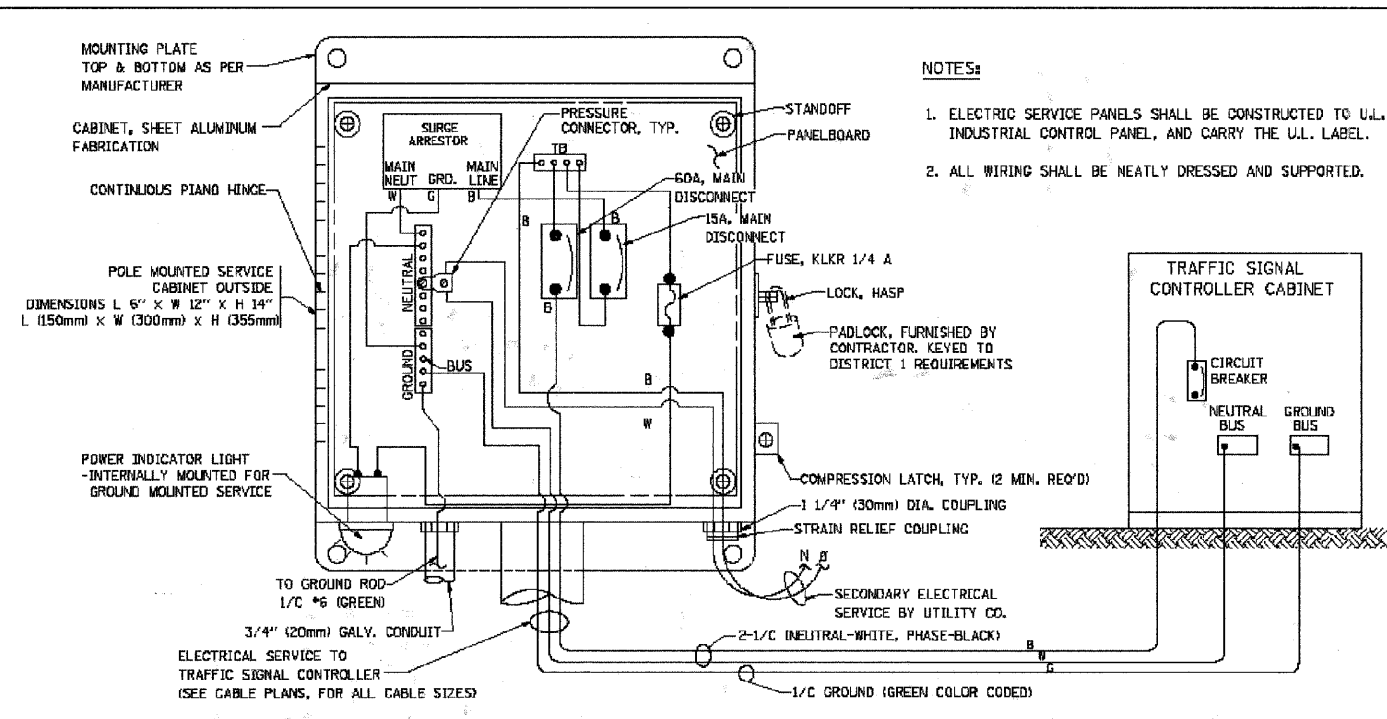 MOUNTING PLATE
TOP & BOTTOM AS PER
MANUFACTURER
CABINET, SHEET ALUMINUM
FABRICATION
CONTINUOUS PIANO HINGE
POLE MOUNTED SERVICE
CABINET OUTSIDE
DIMENSIONS L 6" X W 12" X H 14"
L (150mm) x W (300mm) x H (355mm)
POWER INDICATOR LIGHT
-INTERNALLY MOUNTED FOR
GROUND MOUNTED SERVICE
SURGE
ARRESTOR
MAIN
NEUT
GRD.
MAIN
LINE
W
G
B
PRESSURE
CONNECTOR, TYP.
TB
STANDOFF
PANELBOARD
60A, MAIN
DISCONNECT
15A, MAIN
DISCONNECT
FUSE, KLKR 1/4 A
B
B
B
NEUTRAL
GROUND
BUS
B
W
LOCK, HASP
PADLOCK, FURNISHED BY
CONTRACTOR. KEYED TO
DISTRICT 1 REQUIREMENTS
COMPRESSION LATCH, TYP. (2 MIN. REQ'D)
1 1/4" (30mm) DIA. COUPLING
STRAIN RELIEF COUPLING
N B
SECONDARY ELECTRICAL
SERVICE BY UTILITY CO.
TO GROUND ROD
1/C #6 (GREEN)
3/4" (20mm) GALV. CONDUIT
ELECTRICAL SERVICE TO
TRAFFIC SIGNAL CONTROLLER
(SEE CABLE PLANS, FOR ALL CABLE SIZES)
2-1/C (NEUTRAL-WHITE, PHASE-BLACK)
1/C GROUND (GREEN COLOR CODED)
B
W
G
NOTES:
1. ELECTRIC SERVICE PANELS SHALL BE CONSTRUCTED TO U.L.
INDUSTRIAL CONTROL PANEL, AND CARRY THE U.L. LABEL.
2. ALL WIRING SHALL BE NEATLY DRESSED AND SUPPORTED.
TRAFFIC SIGNAL
CONTROLLER CABINET
CIRCUIT
BREAKER
NEUTRAL
BUS
GROUND
BUS